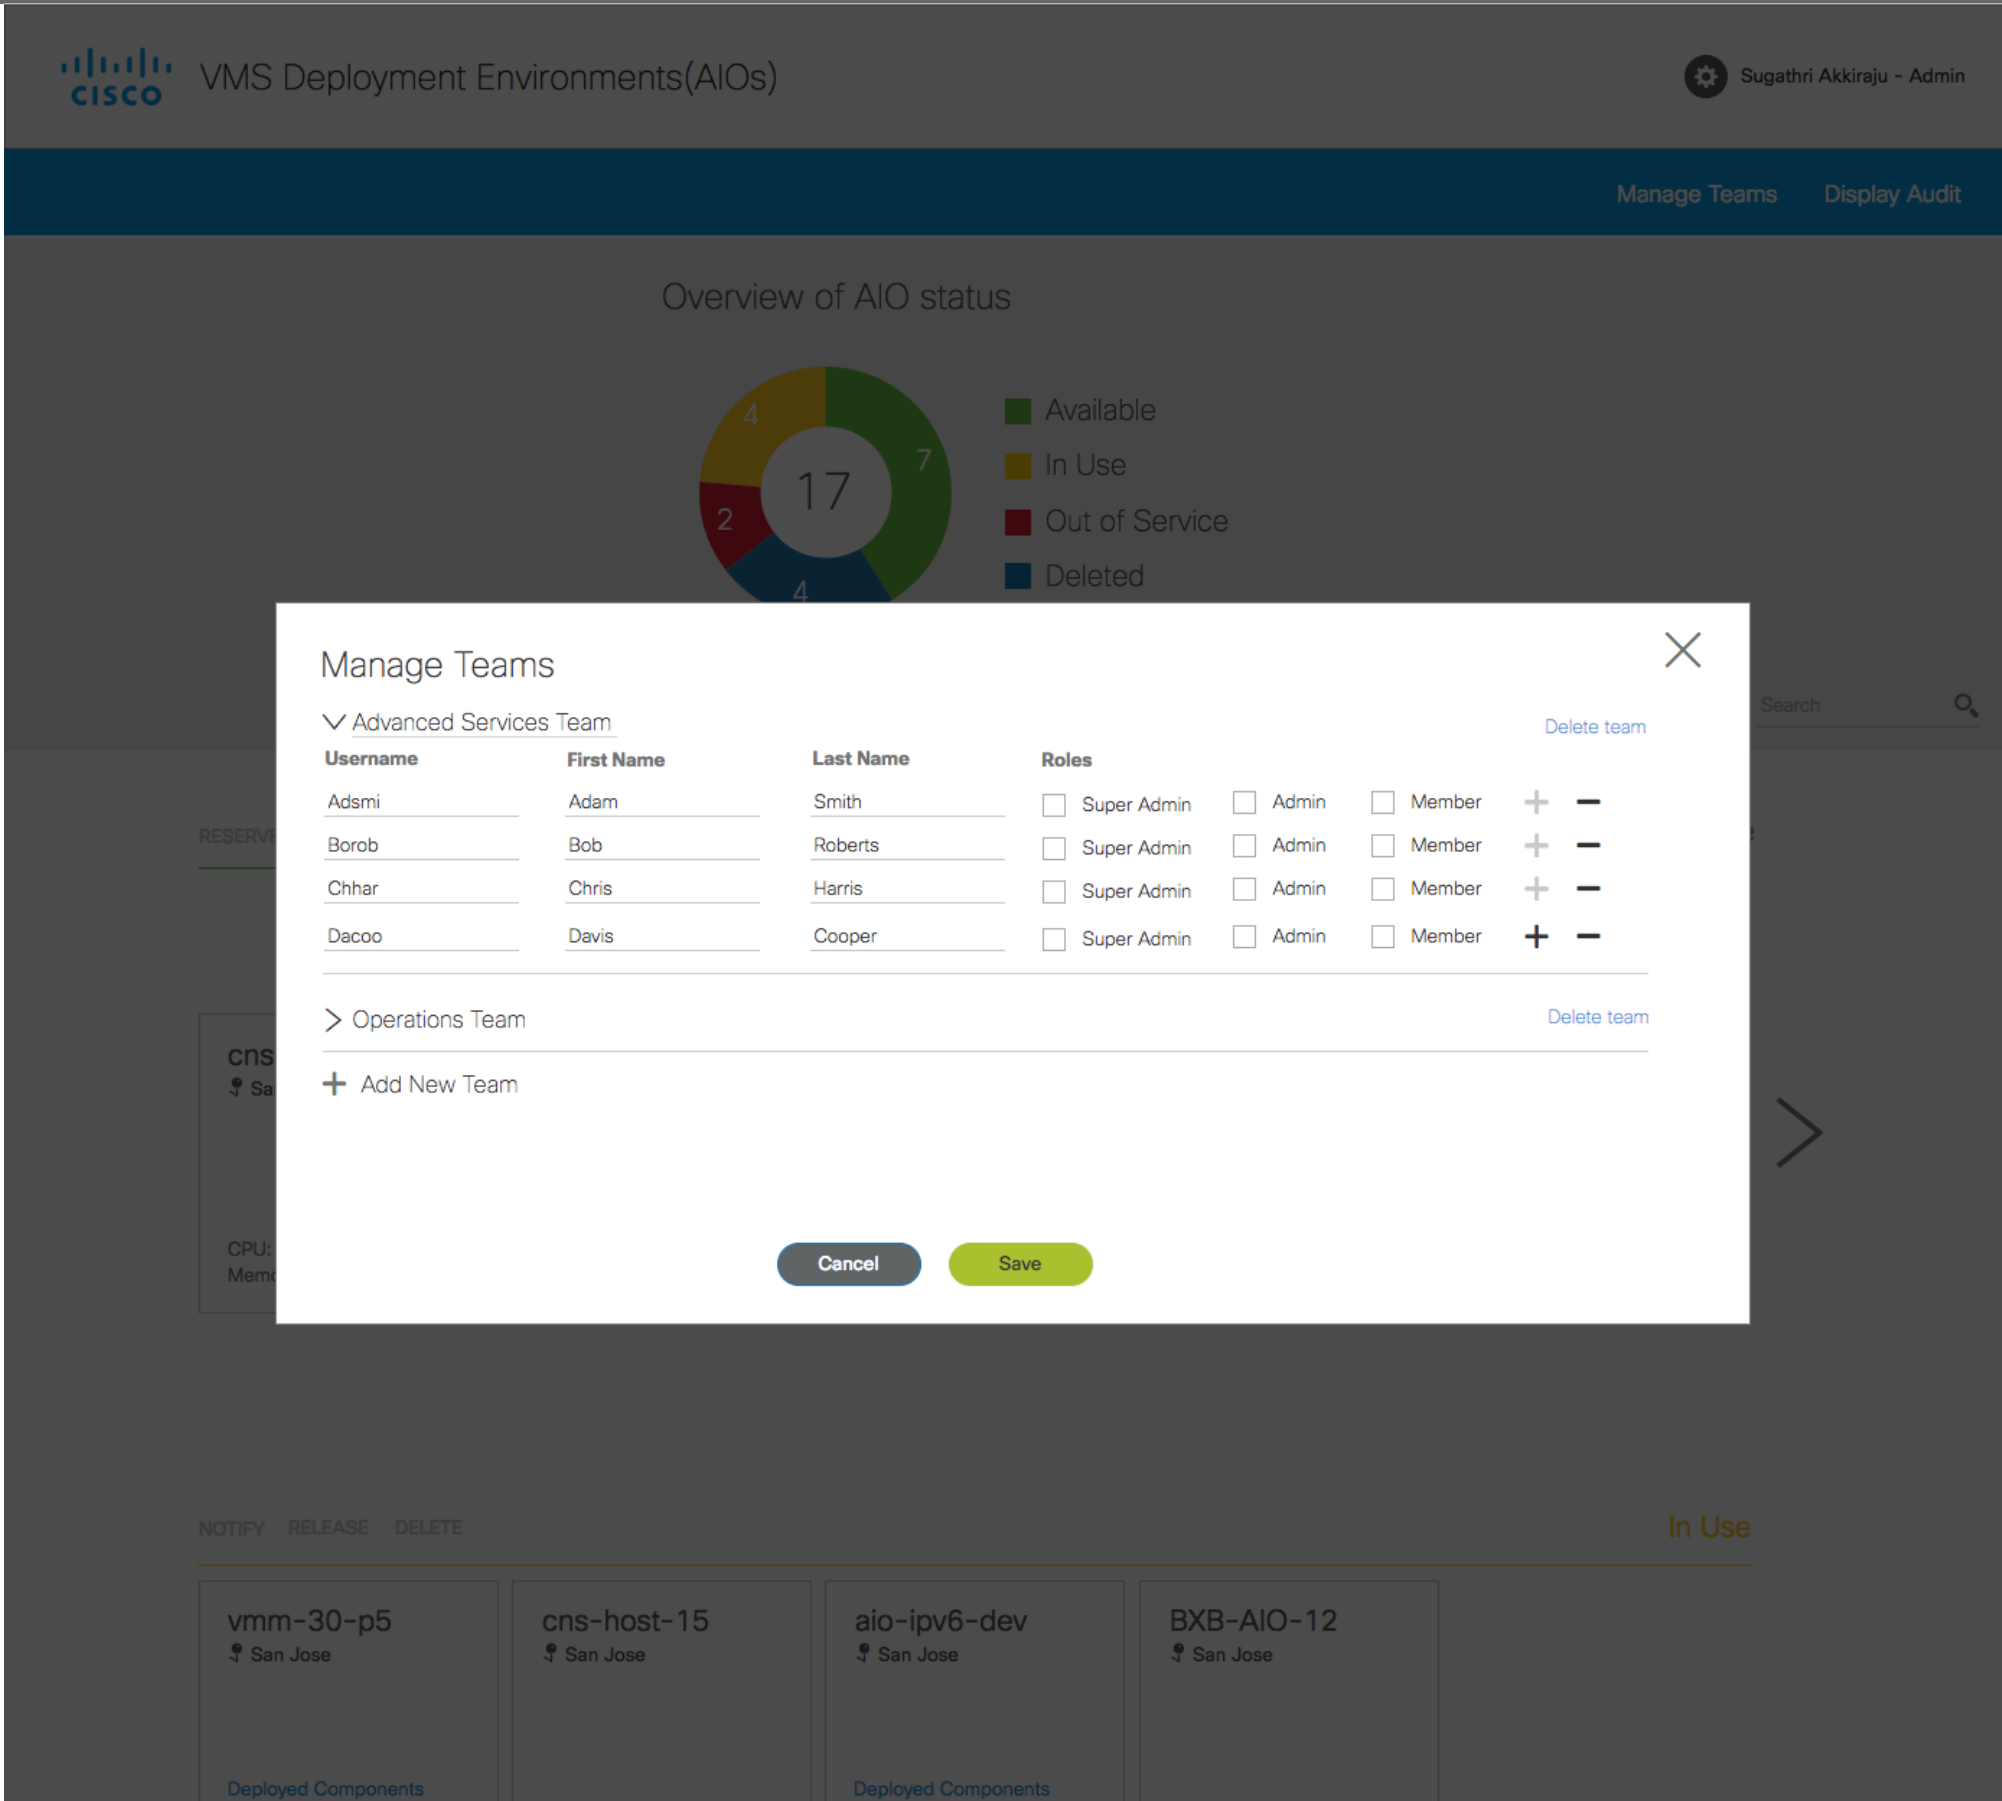 CISCO
VMS Deployment Environments(AIOs)
Sugathri Akkiraju - Admin
Manage Teams Display Audit
Overview of AIO status
4
7
17
2
4
Available
In Use
Out of Service
Deleted
Search
Manage Teams
Advanced Services Team
Delete team
Username First Name Last Name Roles
Adsmi Adam Smith Super Admin Admin Member
Borob Bob Roberts Super Admin Admin Member
Chhar Chris Harris Super Admin Admin Member
Dacoo Davis Cooper Super Admin Admin Member
Operations Team Delete team
Add New Team
Cancel Save
RESERVE
cns
Sa
CPU:
Mem
NOTIFY RELEASE DELETE In Use
vmm-30-p5 cns-host-15 aio-ipv6-dev BXB-AIO-12
San Jose San Jose San Jose San Jose
Deployed Components Deployed Components